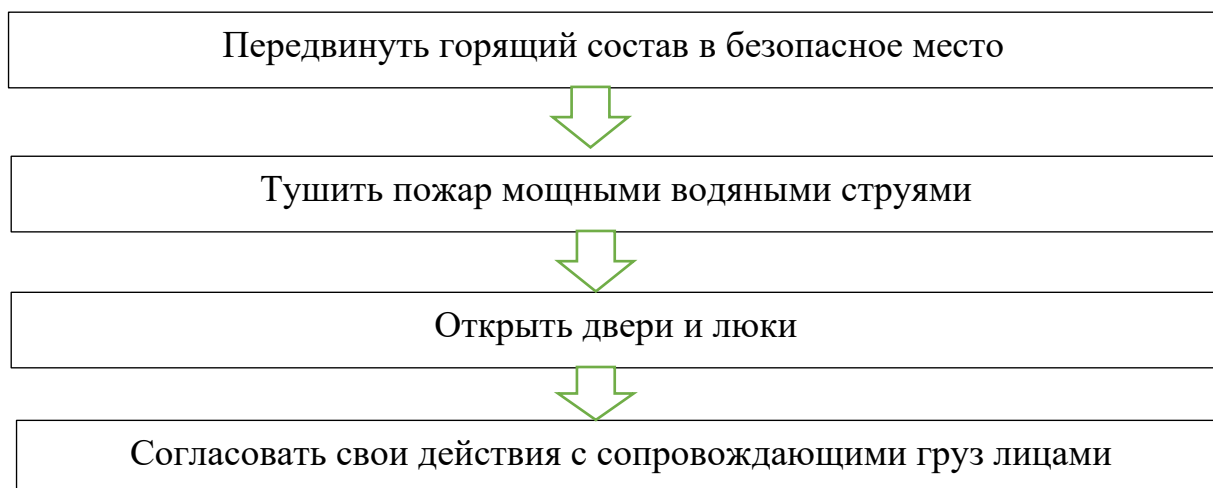 Передвинуть горящий состав в безопасное место
Тушить пожар мощными водяными струями
Открыть двери и люки
Согласовать свои действия с сопровождающими груз лицами